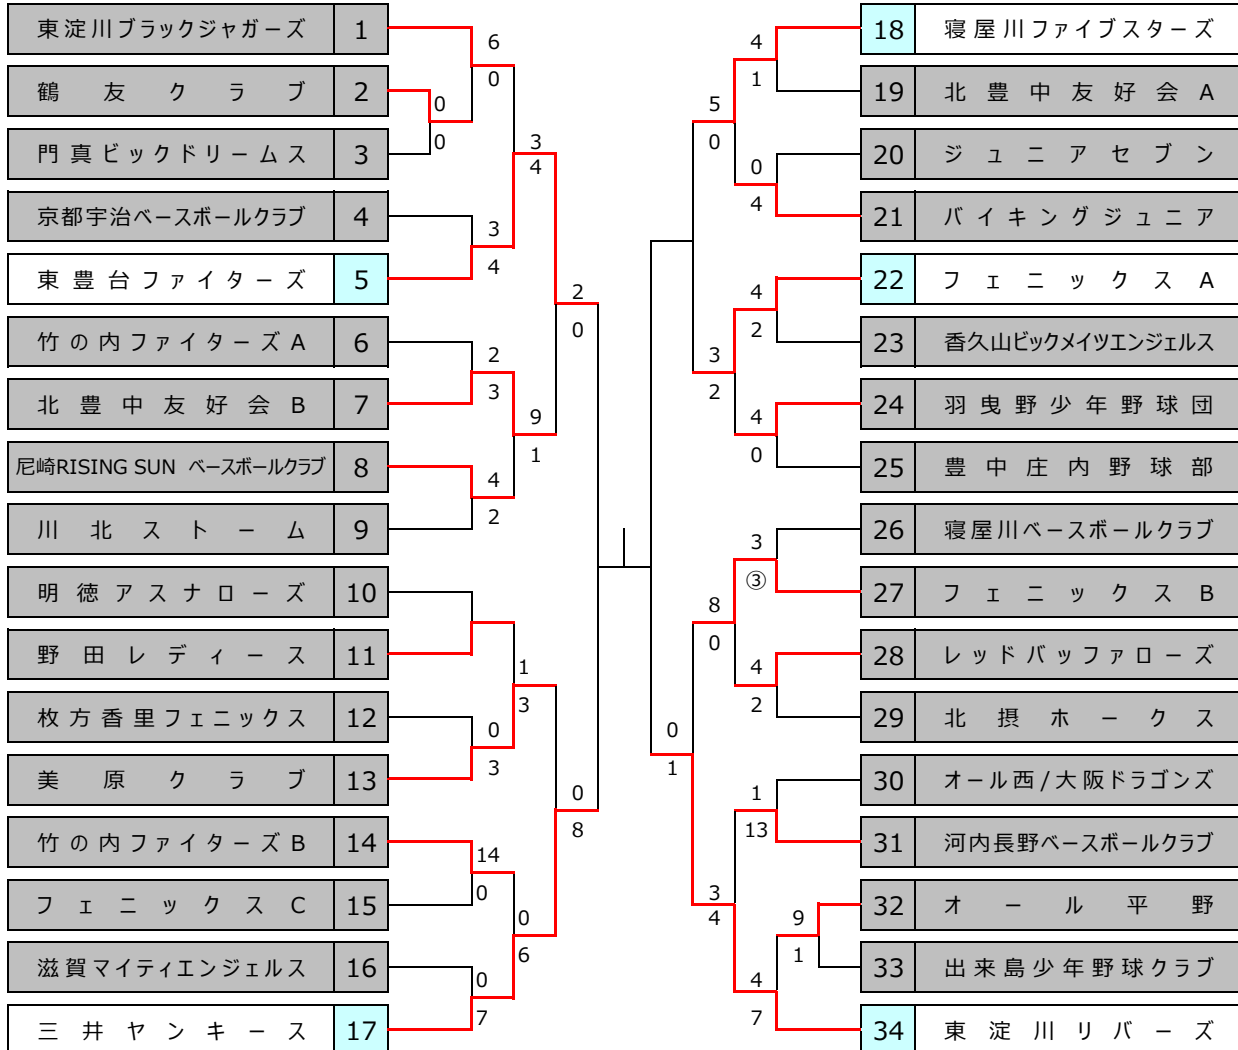 東淀川ブラックジャガーズ 1
鶴友クラブ 2
門真ビックドリームス 3
京都宇治ベースボールクラブ 4
東豊台ファイターズ 5
竹の内ファイターズA 6
北豊中友好会B 7
尼崎RISING SUN ベースボールクラブ 8
川北ストーム 9
明徳アスナローズ 10
野田レディース 11
枚方香里フェニックス 12
美原クラブ 13
竹の内ファイターズB 14
フェニックスC 15
滋賀マイティエンジェルス 16
三井ヤンキース 17
6
0
0
0
3
4
3
4
2
0
2
3
9
1
4
2
1
3
0
3
0
8
14
0
0
6
0
7
18 寝屋川ファイブスターズ
19 北豊中友好会A
20 ジュニアセブン
21 バイキングジュニア
22 フェニックスA
23 香久山ビックメイツエンジェルス
24 羽曳野少年野球団
25 豊中庄内野球部
26 寝屋川ベースボールクラブ
27 フェニックスB
28 レッドバッファローズ
29 北摂ホークス
30 オール西/大阪ドラゴンズ
31 河内長野ベースボールクラブ
32 オール平野
33 出来島少年野球クラブ
34 東淀川リバーズ
4
1
5
0
0
4
4
2
3
2
4
0
3
③
8
0
4
2
0
1
1
13
3
4
9
1
4
7